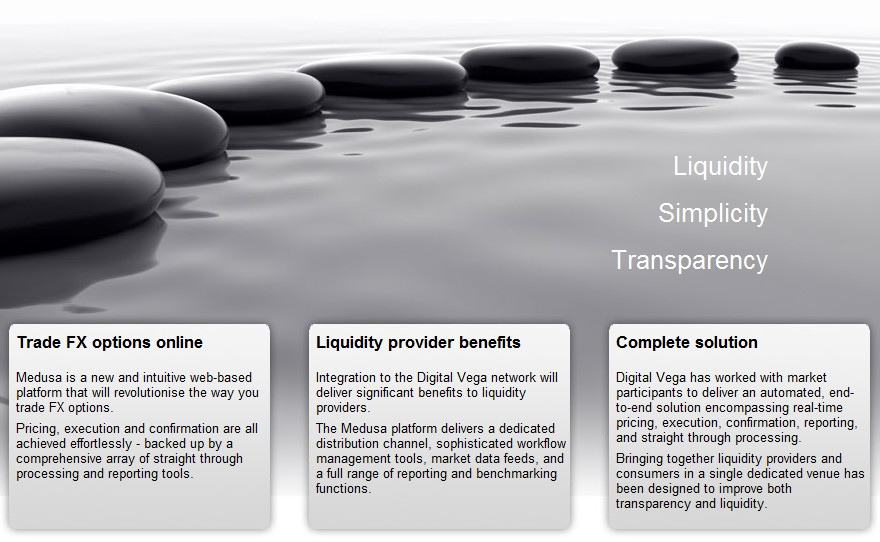 Liquidity
Simplicity
Transparency
Trade FX options online
Medusa is a new and intuitive web-based
platform that will revolutionise the way you
trade FX options.
Pricing, execution and confirmation are all
achieved effortlessly - backed up by a
comprehensive array of straight through
processing and reporting tools.
Liquidity provider benefits
Integration to the Digital Vega network will
deliver significant benefits to liquidity
providers.
The Medusa platform delivers a dedicated
distribution channel, sophisticated workflow
management tools, market data feeds, and
a full range of reporting and benchmarking
functions.
Complete solution
Digital Vega has worked with market
participants to deliver an automated, end-
to-end solution encompassing real-time
pricing, execution, confirmation, reporting,
and straight through processing.
Bringing together liquidity providers and
consumers in a single dedicated venue has
been designed to improve both
transparency and liquidity.